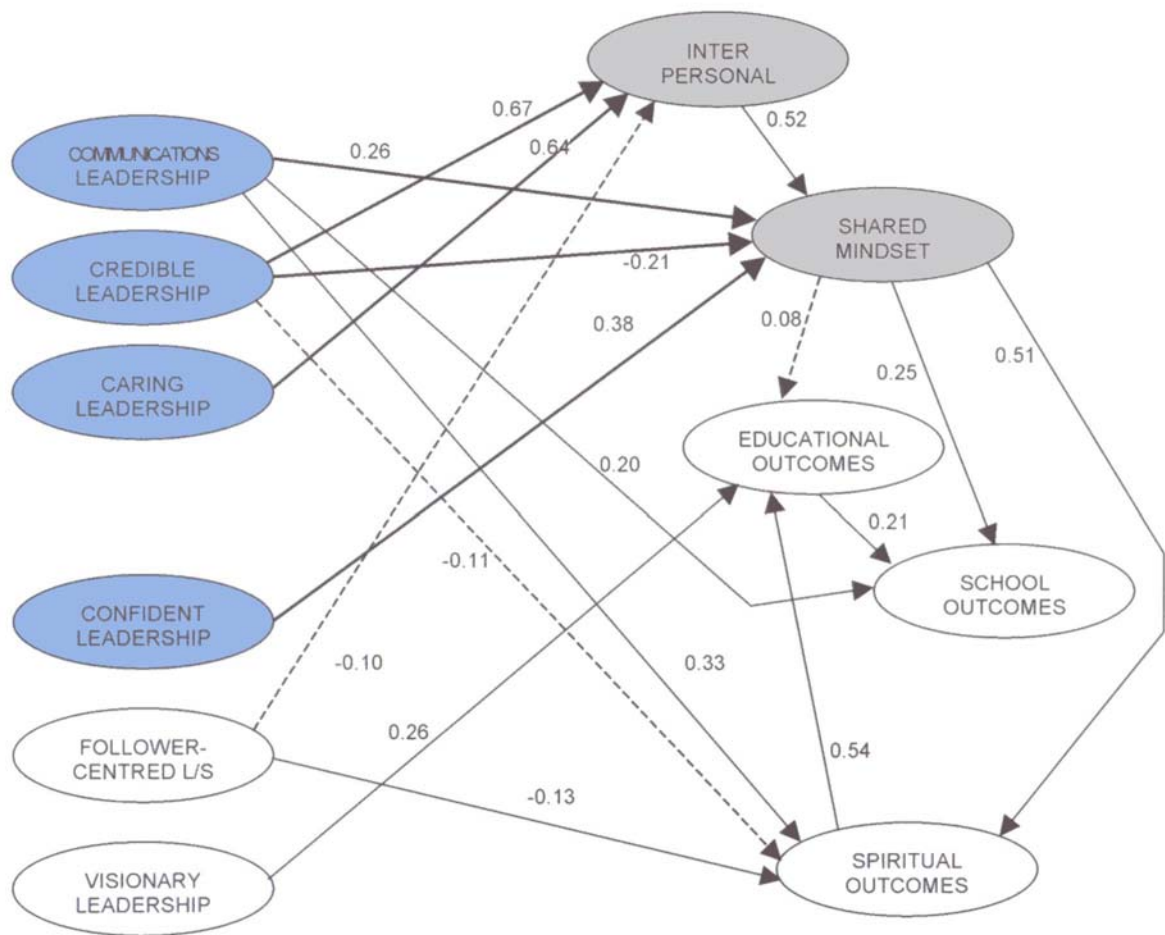 INTER
PERSONAL
0.67
0.52
COMMUNICATIONS
LEADERSHIP
0.26
0.64
SHARED
MINDSET
CREDIBLE
LEADERSHIP
-0.21
0.38
0.08
0.51
CARING
LEADERSHIP
0.25
EDUCATIONAL
OUTCOMES
0.20
0.21
-0.11
SCHOOL
OUTCOMES
CONFIDENT
LEADERSHIP
-0.10
0.33
FOLLOWER-
CENTRED L/S
0.26
0.54
-0.13
VISIONARY
LEADERSHIP
SPIRITUAL
OUTCOMES